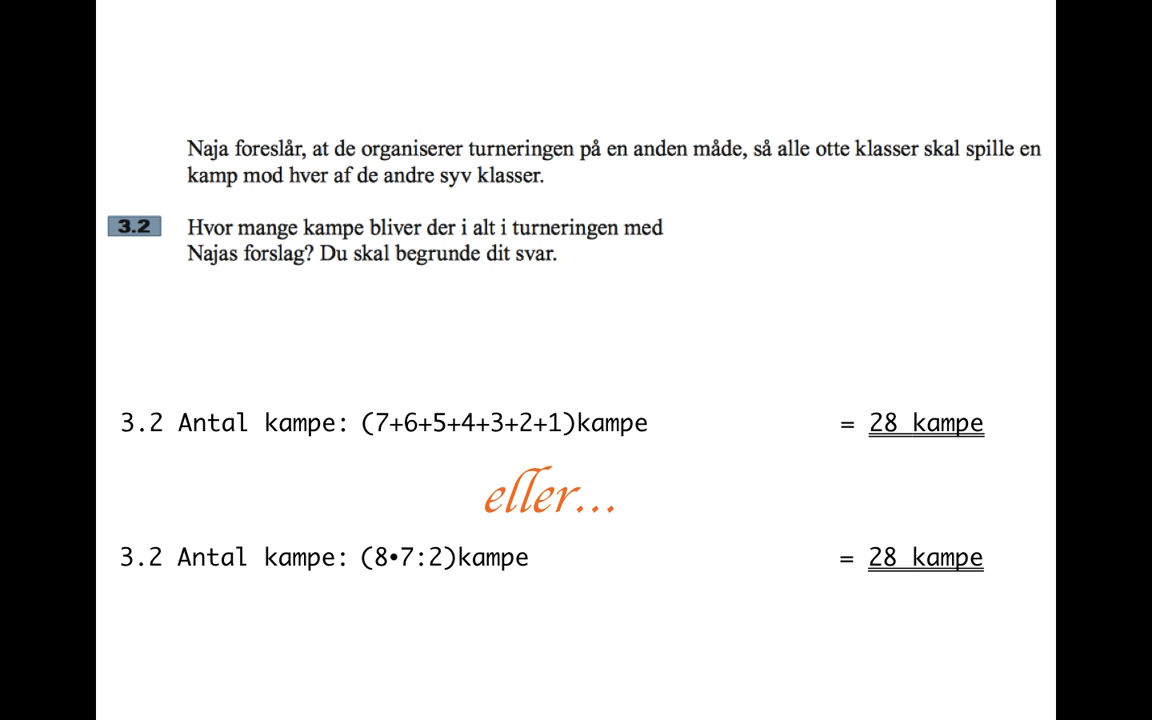 Naja foreslår, at de organiserer turneringen på en anden måde, så alle otte klasser skal spille en
kamp mod hver af de andre syv klasser.
3.2 Hvor mange kampe bliver der i alt i turneringen med
Najas forslag? Du skal begrunde dit svar.
3.2 Antal kampe: (7+6+5+4+3+2+1)kampe = 28 kampe
eller...
3.2 Antal kampe: (8•7:2)kampe = 28 kampe